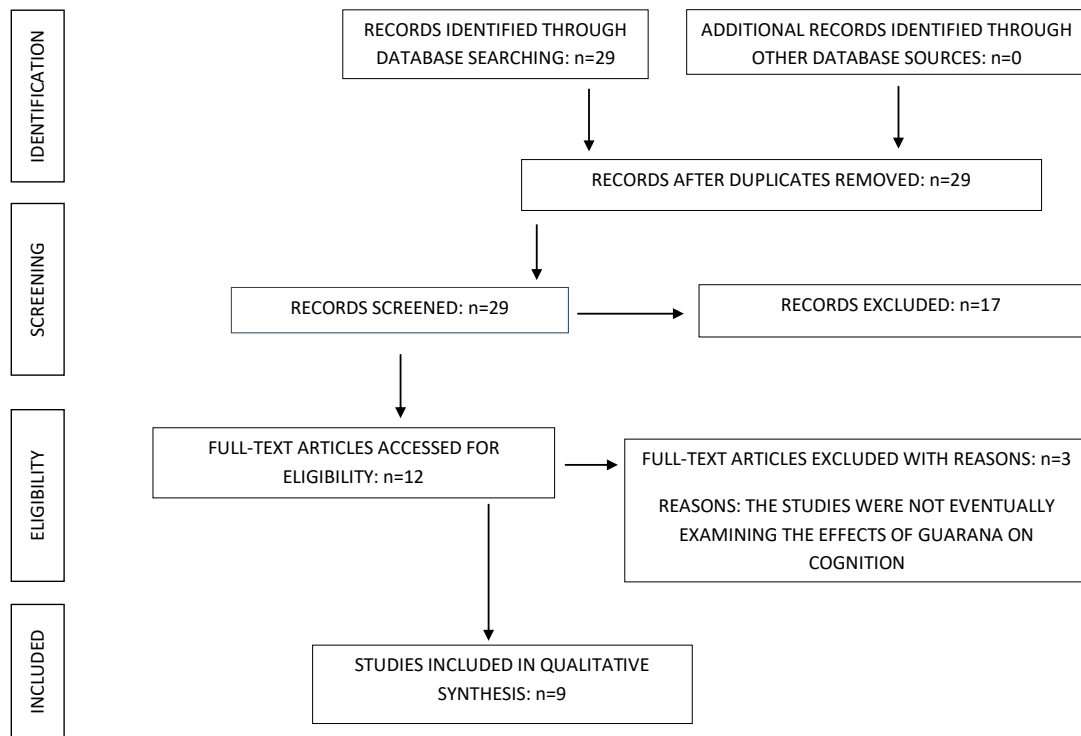 IDENTIFICATION
RECORDS IDENTIFIED THROUGH
DATABASE SEARCHING: n=29
ADDITIONAL RECORDS IDENTIFIED THROUGH
OTHER DATABASE SOURCES: n=0
RECORDS AFTER DUPLICATES REMOVED: n=29
SCREENING
RECORDS SCREENED: n=29
RECORDS EXCLUDED: n=17
ELIGIBILITY
FULL-TEXT ARTICLES ACCESSED FOR
ELIGIBILITY: n=12
FULL-TEXT ARTICLES EXCLUDED WITH REASONS: n=3
REASONS: THE STUDIES WERE NOT EVENTUALLY
EXAMINING THE EFFECTS OF GUARANA ON
COGNITION
INCLUDED
STUDIES INCLUDED IN QUALITATIVE
SYNTHESIS: n=9